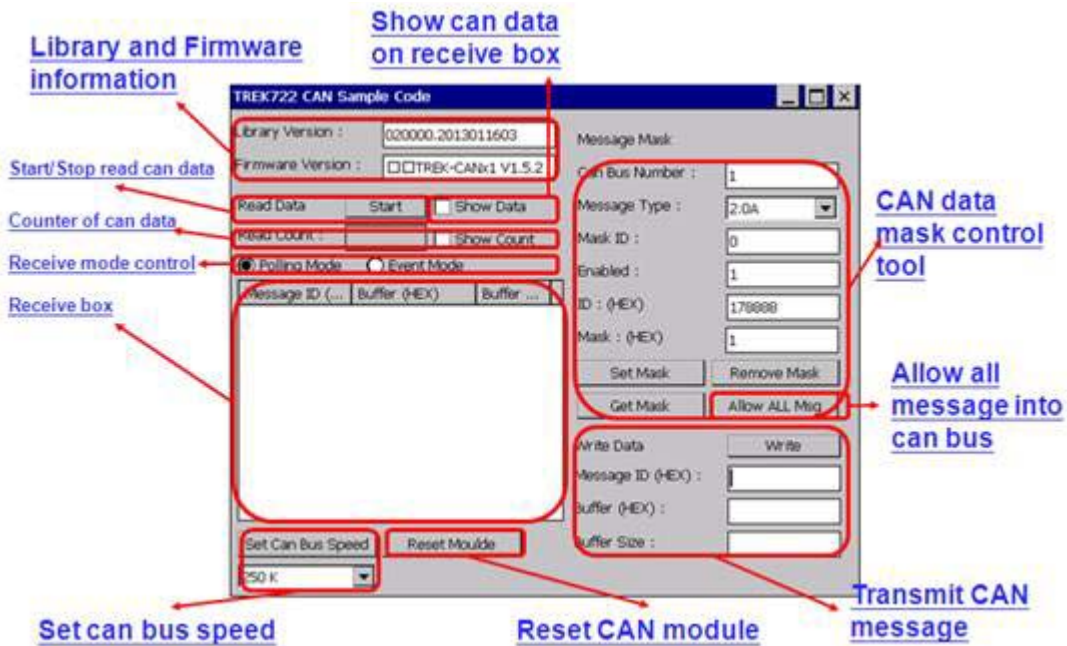 Show can data
on receive box
Library and Firmware
information
Start/Stop read can data
Counter of can data
Receive mode control
Receive box
TREK722 CAN Sample Code
Library Version :
020000.2013011603
Firmware Version :
□□TREK-CANx1 V1.5.2
Read Data
Start
Show Data
Read Count :
Show Count
Polling Mode
Event Mode
Message ID (...
Buffer (HEX)
Buffer ...
Set Can Bus Speed
Reset Moulde
250 K
Message Mask
Can Bus Number :
1
Message Type :
2.0A
Mask ID :
0
Enabled :
1
ID : (HEX)
178888
Mask : (HEX)
1
Set Mask
Remove Mask
Get Mask
Allow ALL Msg
Write Data
Write
Message ID (HEX) :
Buffer (HEX) :
Buffer Size :
CAN data
mask control
tool
Allow all
message into
can bus
Transmit CAN
message
Set can bus speed
Reset CAN module